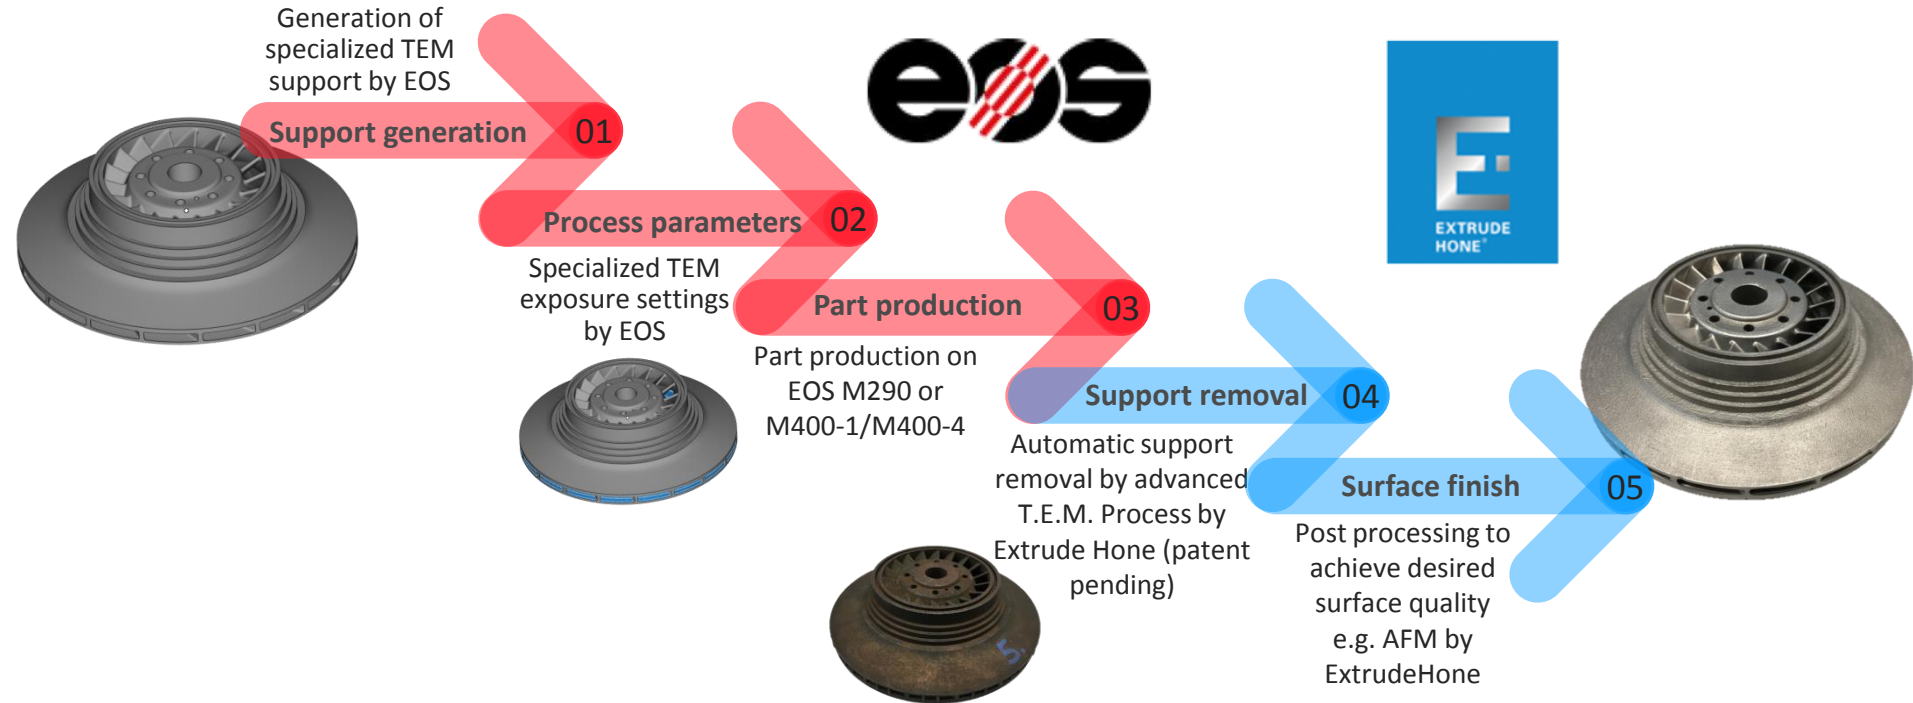 Generation of
specialized TEM
support by EOS
Support generation 01
eos
Process parameters 02
Specialized TEM
exposure settings
by EOS
Part production 03
Part production on
EOS M290 or
M400-1/M400-4
E
EXTRUDE
HONE®
Support removal 04
Automatic support
removal by advanced
T.E.M. Process by
Extrude Hone (patent
pending)
5.
Surface finish 05
Post processing to
achieve desired
surface quality
e.g. AFM by
ExtrudeHone